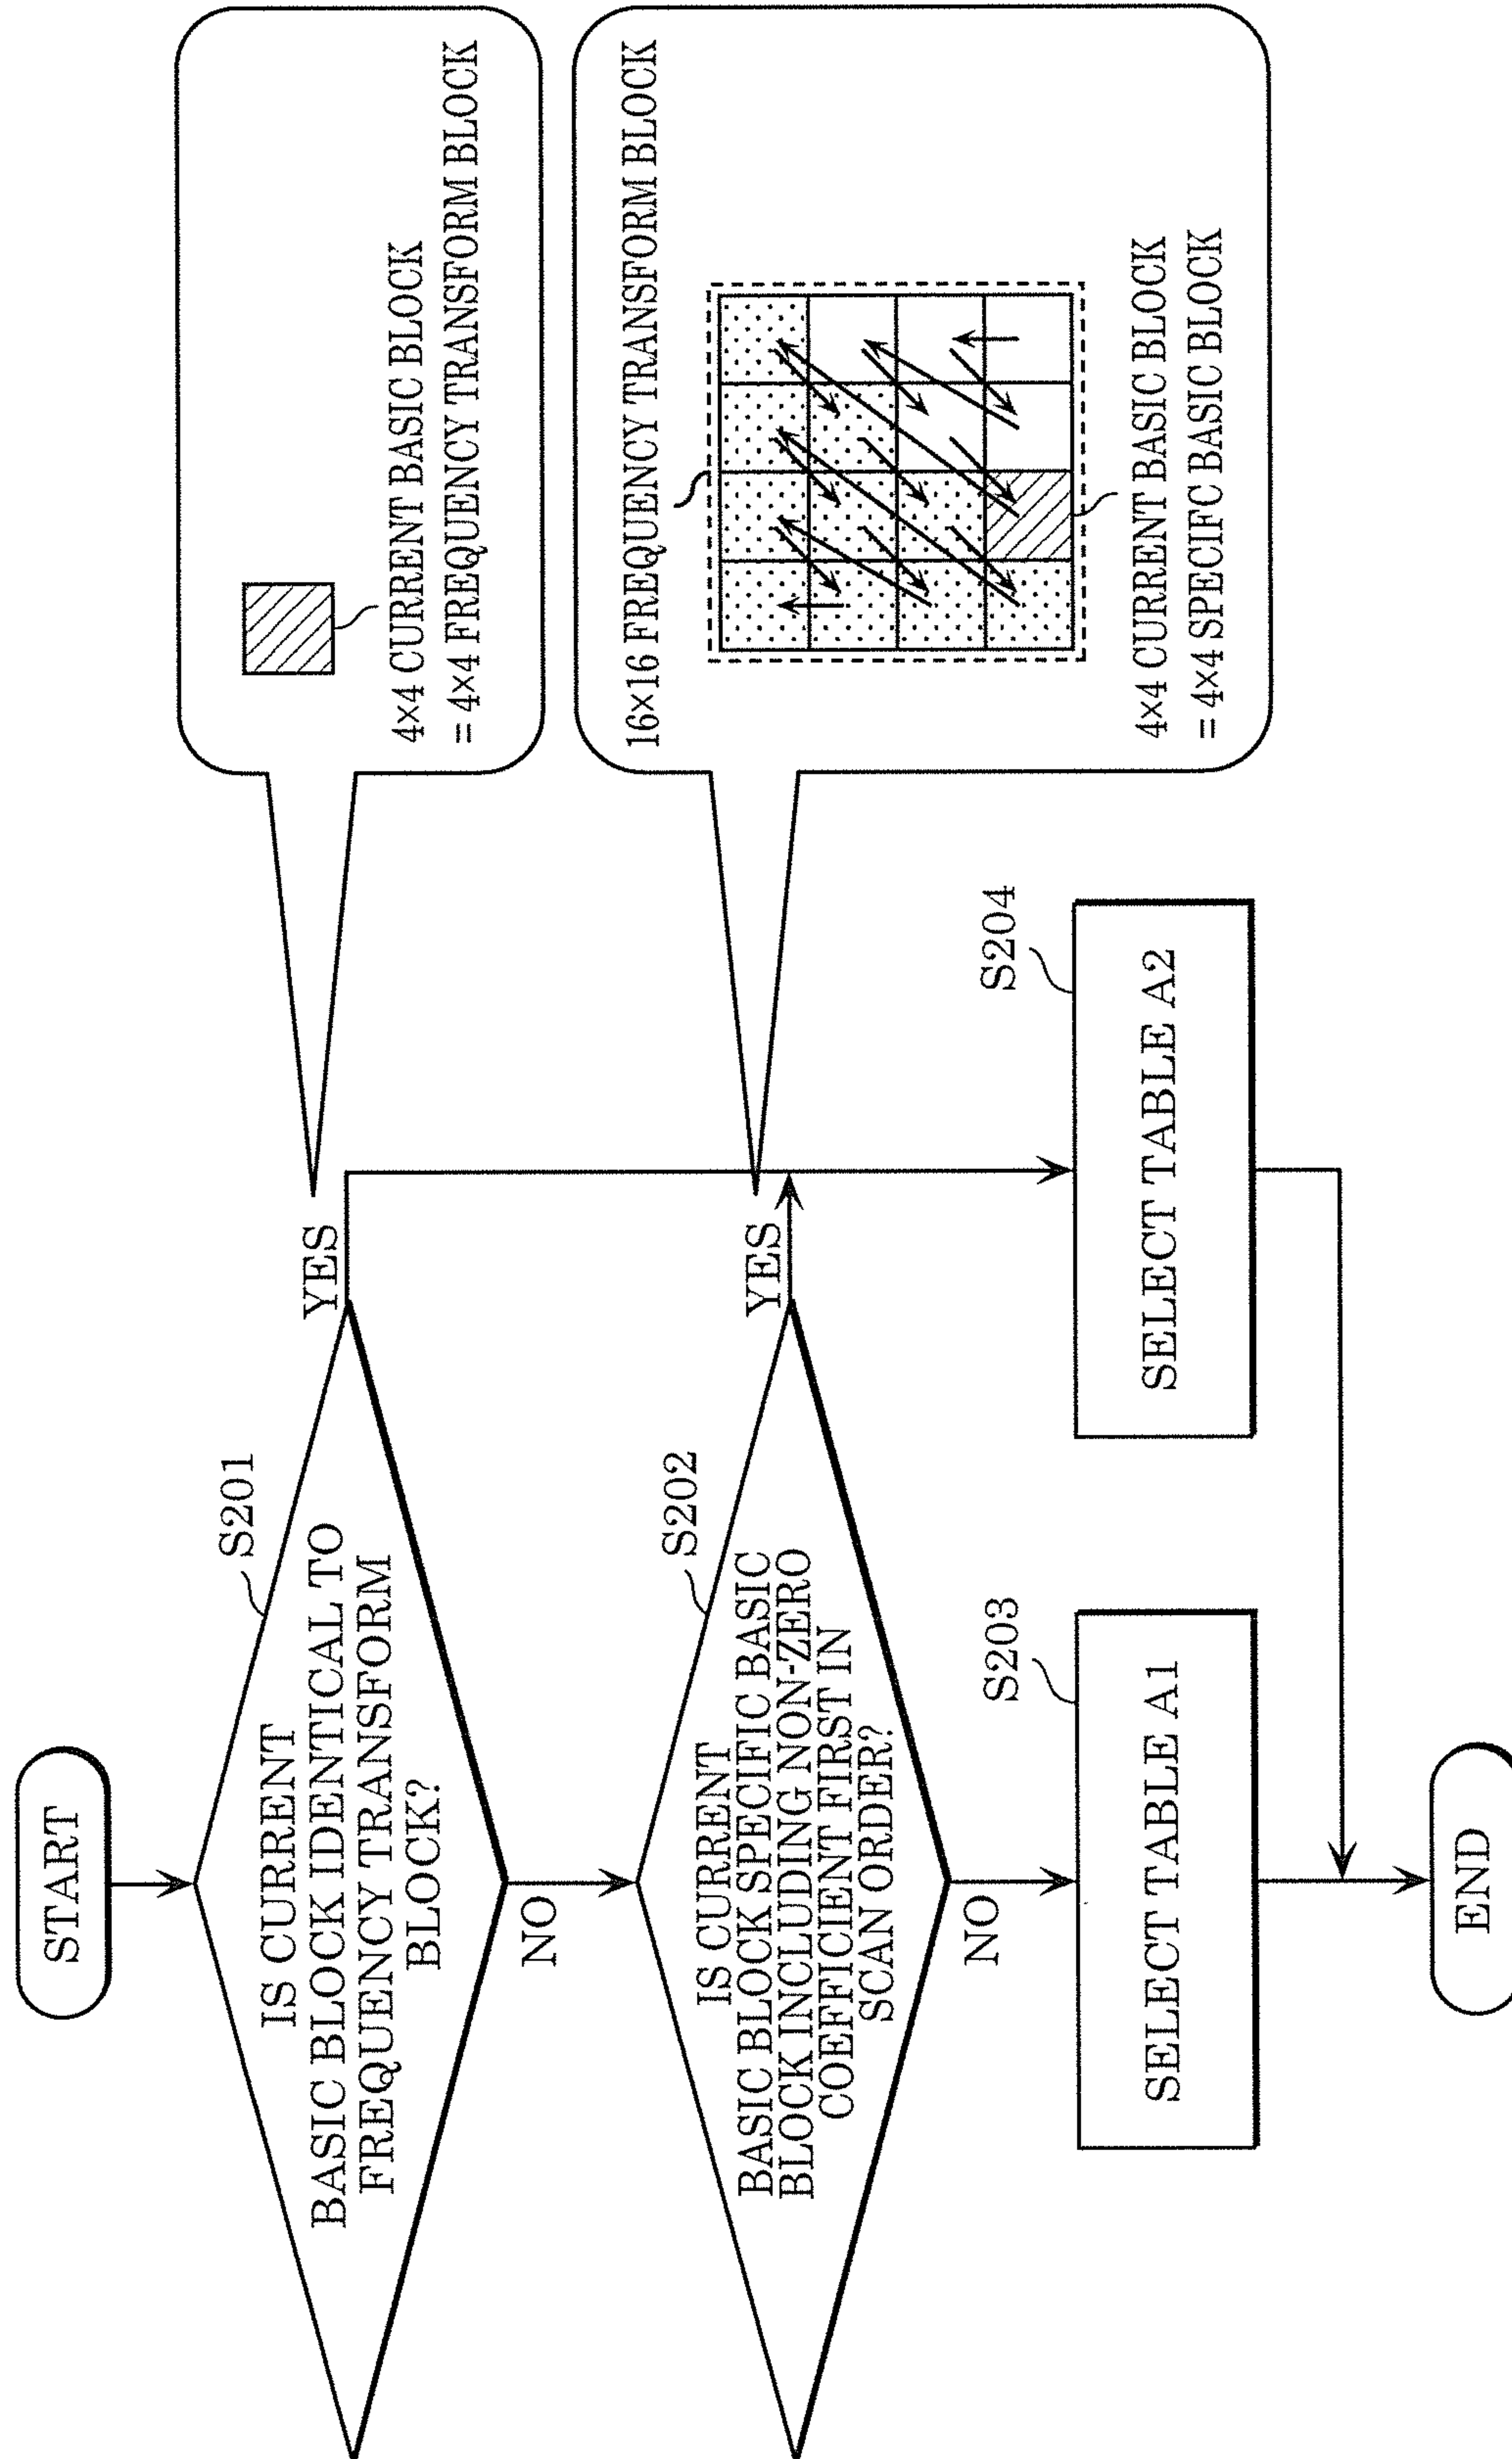 START
S201
IS CURRENT
BASIC BLOCK IDENTICAL TO
FREQUENCY TRANSFORM
BLOCK?
YES
NO
4×4 CURRENT BASIC BLOCK
= 4×4 FREQUENCY TRANSFORM BLOCK
S202
IS CURRENT
BASIC BLOCK SPECIFIC BASIC
BLOCK INCLUDING NON-ZERO
COEFFICIENT FIRST IN
SCAN ORDER?
YES
NO
16×16 FREQUENCY TRANSFORM BLOCK
4×4 CURRENT BASIC BLOCK
= 4×4 SPECIFC BASIC BLOCK
S203
SELECT TABLE A1
S204
SELECT TABLE A2
END